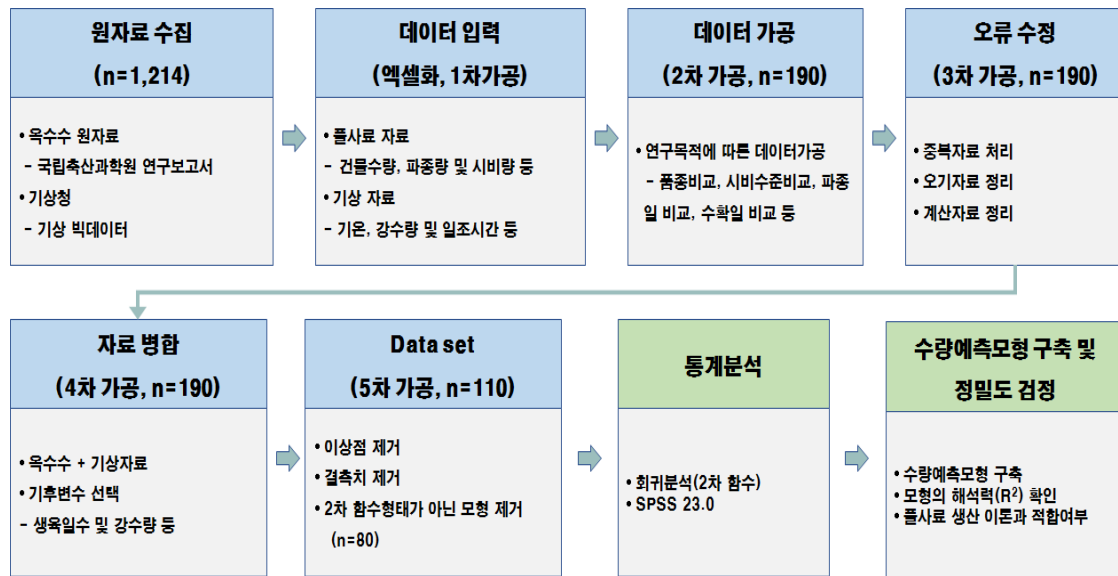 원자료 수집
(n=1,214)
• 옥수수 원자료
- 국립축산과학원 연구보고서
• 기상청
- 기상 빅데이터
데이터 입력
(엑셀화, 1차가공)
• 풀사료 자료
- 건물수량, 파종량 및 시비량 등
• 기상 자료
- 기온, 강수량 및 일조시간 등
데이터 가공
(2차 가공, n=190)
• 연구목적에 따른 데이터가공
- 품종비교, 시비수준비교, 파종
일 비교, 수확일 비교 등
오류 수정
(3차 가공, n=190)
• 중복자료 처리
• 오기자료 정리
• 계산자료 정리
자료 병합
(4차 가공, n=190)
• 옥수수 + 기상자료
• 기후변수 선택
- 생육일수 및 강수량 등
Data set
(5차 가공, n=110)
• 이상점 제거
• 결측치 제거
• 2차 함수형태가 아닌 모형 제거
(n=80)
통계분석
• 회귀분석(2차 함수)
• SPSS 23.0
수량예측모형 구축 및
정밀도 검정
• 수량예측모형 구축
• 모형의 해석력(R²) 확인
• 풀사료 생산 이론과 적합여부